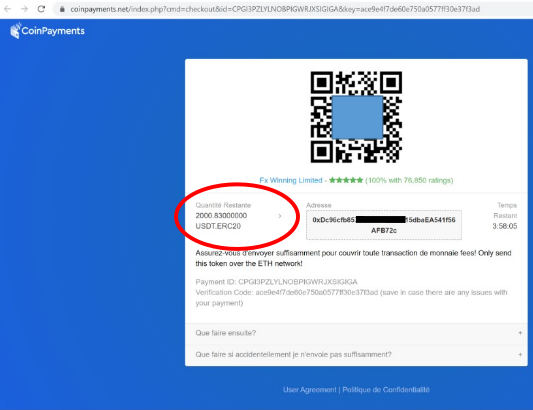 coinpayments.net/index.php?cmd=checkout&id=CPGI3PZLYLNOBPIGWRJXSIGIGA&key=ace9e4f7de60e750a0577ff30e37f3ad
CoinPayments
Fx Winning Limited - ★★★★★ (100% with 76,850 ratings)
Quantité Restante
2000.83000000
USDT.ERC20
Adresse
0xDc96cfb85 15dbaEA541f56
AFB72c
Temps
Restant
3:58:05
Assurez-vous d'envoyer suffisamment pour couvrir toute transaction de monnaie fees! Only send
this token over the ETH network!
Payment ID: CPGI3PZLYLNOBPIGWRJXSIGIGA
Verification Code: ace9e4f7de60e750a0577ff30e37f3ad (save in case there are any issues with
your payment)
Que faire ensuite?
Que faire si accidentellement je n'envoie pas suffisamment?
User Agreement | Politique de Confidentialité